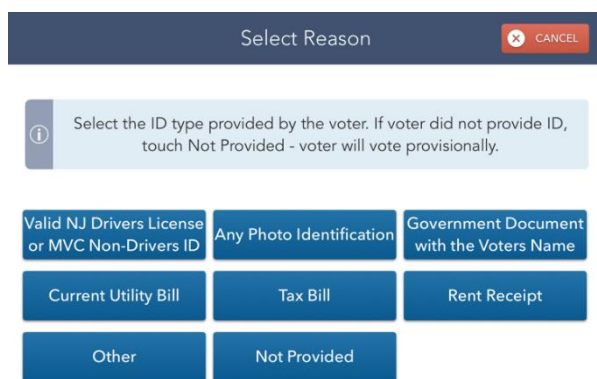 Select Reason
CANCEL
Select the ID type provided by the voter. If voter did not provide ID,
touch Not Provided - voter will vote provisionally.
Valid NJ Drivers License
or MVC Non-Drivers ID
Any Photo Identification
Government Document
with the Voters Name
Current Utility Bill
Tax Bill
Rent Receipt
Other
Not Provided